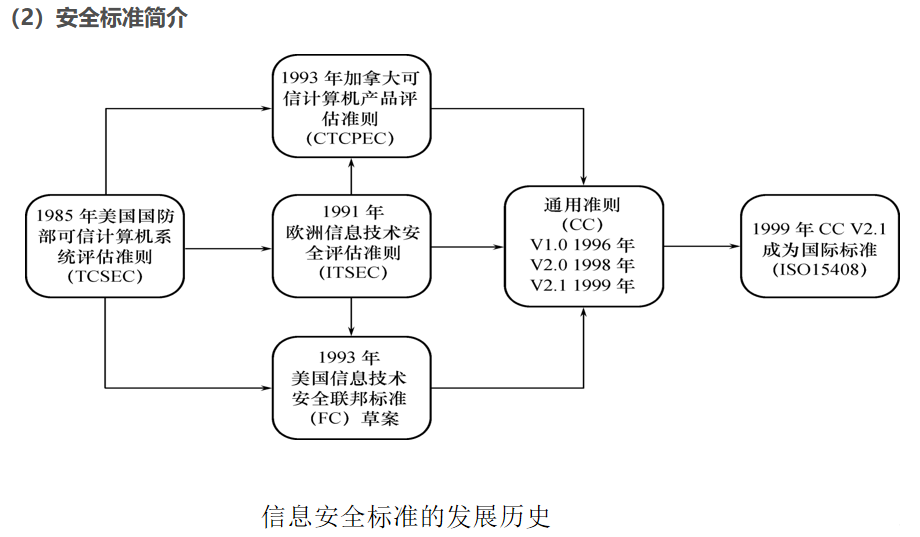 （2）安全标准简介
1993 年加拿大可
信计算机产品评
估准则
（CTCPEC）
1985 年美国国防
部可信计算机系
统评估准则
（TCSEC）
1991 年
欧洲信息技术安
全评估准则
（ITSEC）
1993 年
美国信息技术
安全联邦标准
（FC）草案
通用准则
（CC）
V1.0 1996 年
V2.0 1998 年
V2.1 1999 年
1999 年 CC V2.1
成为国际标准
（ISO15408）
信息安全标准的发展历史